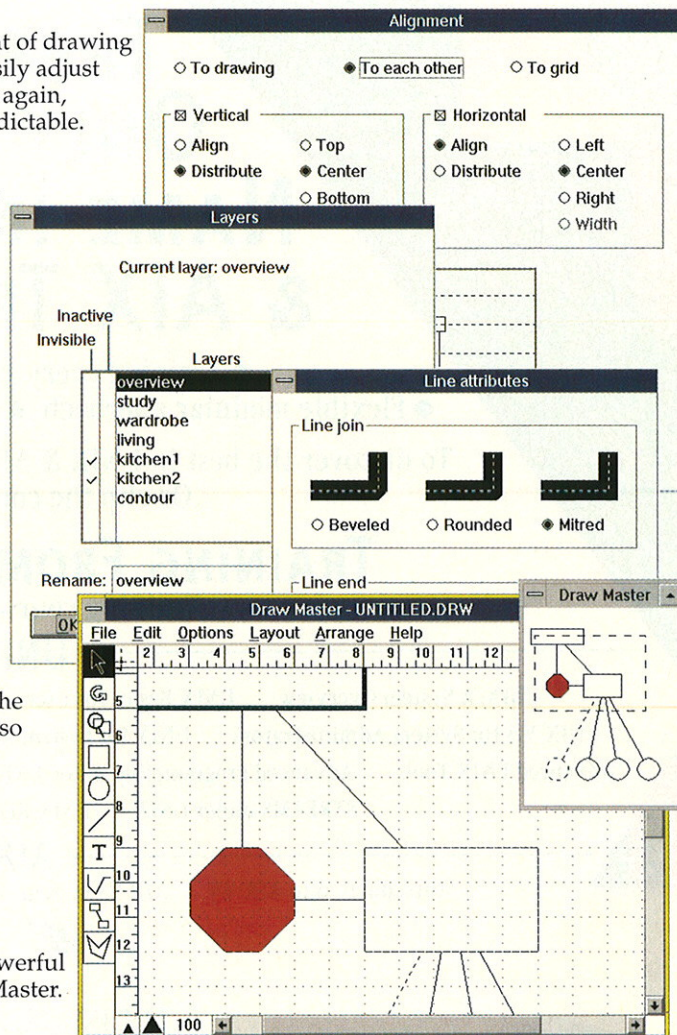 nt of drawing
sily adjust
again,
dictable.
Alignment
To drawing To each other To grid
Vertical
Align Top
Distribute Center
Bottom
Horizontal
Align Left
Distribute Center
Right
Width
Layers
Current layer: overview
Inactive
Invisible
Layers
overview
study
wardrobe
living
kitchen1
kitchen2
contour
Rename: overview
OK
Line attributes
Line join
Beveled Rounded Mitred
Line end
he
so
werful
Master.
Draw Master - UNTITLED.DRW
File Edit Options Layout Arrange Help
2 3 4 5 6 7 8 9 10 11 12
5
6
7
8
9
10
11
12
13
T
100
Draw Master